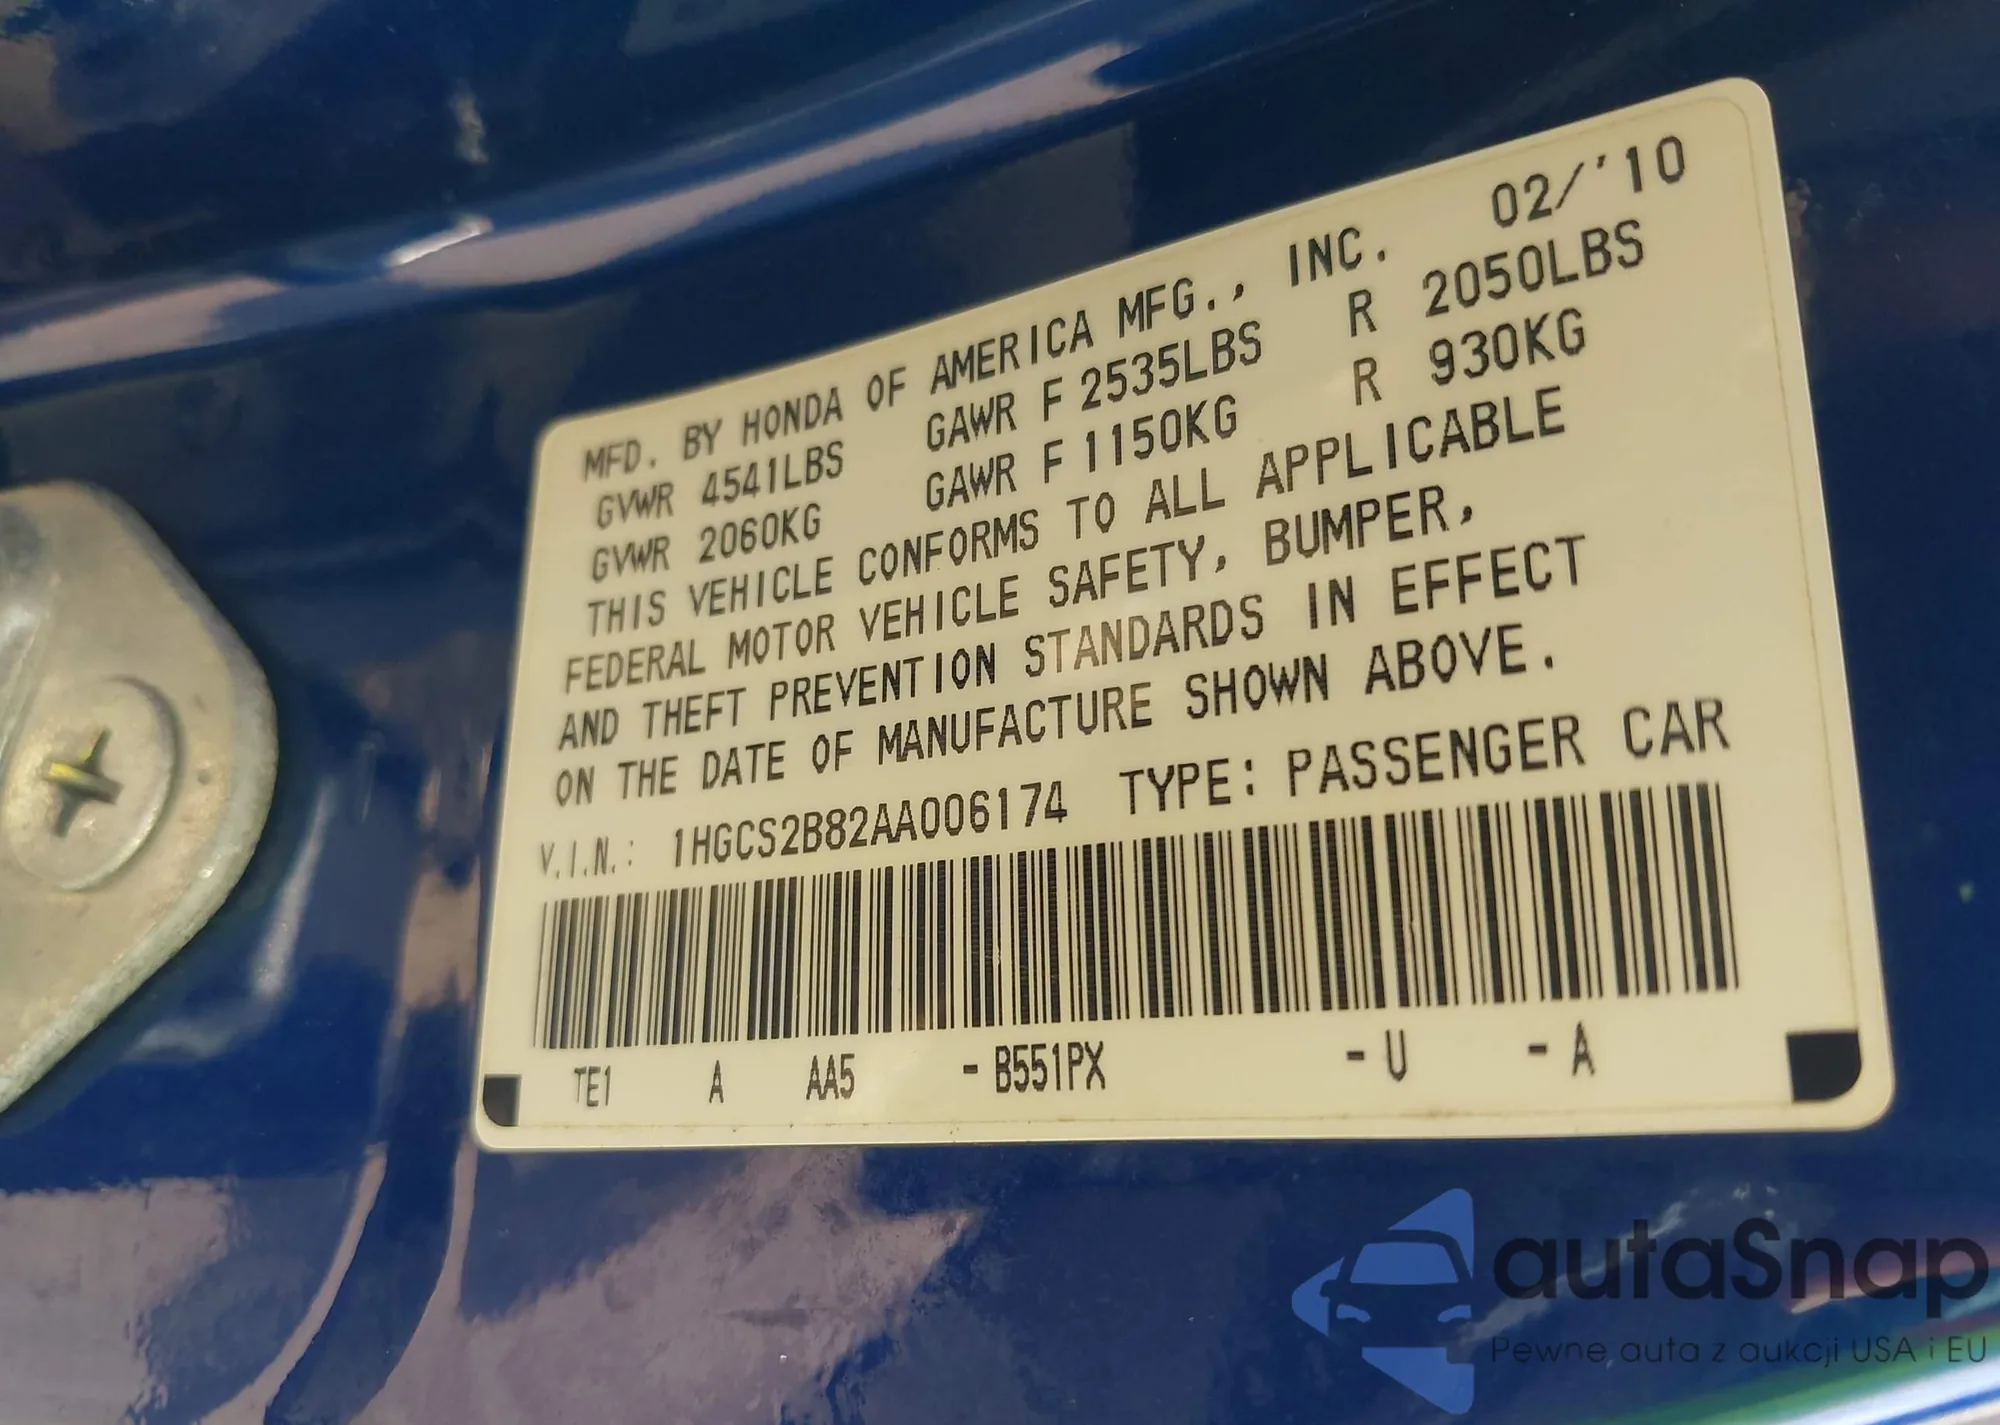 MFD. BY HONDA OF AMERICA MFG., INC. 02/'10
GVWR 4541LBS GAWR F 2535LBS R 2050LBS
GVWR 2060KG GAWR F 1150KG R 930KG
THIS VEHICLE CONFORMS TO ALL APPLICABLE
FEDERAL MOTOR VEHICLE SAFETY, BUMPER,
AND THEFT PREVENTION STANDARDS IN EFFECT
ON THE DATE OF MANUFACTURE SHOWN ABOVE.
V.I.N.: 1HGCS2B82AA006174 TYPE: PASSENGER CAR
TE1 A AA5 - B551PX - U - A
autaSnap
Pewne auta z aukcji USA i EU